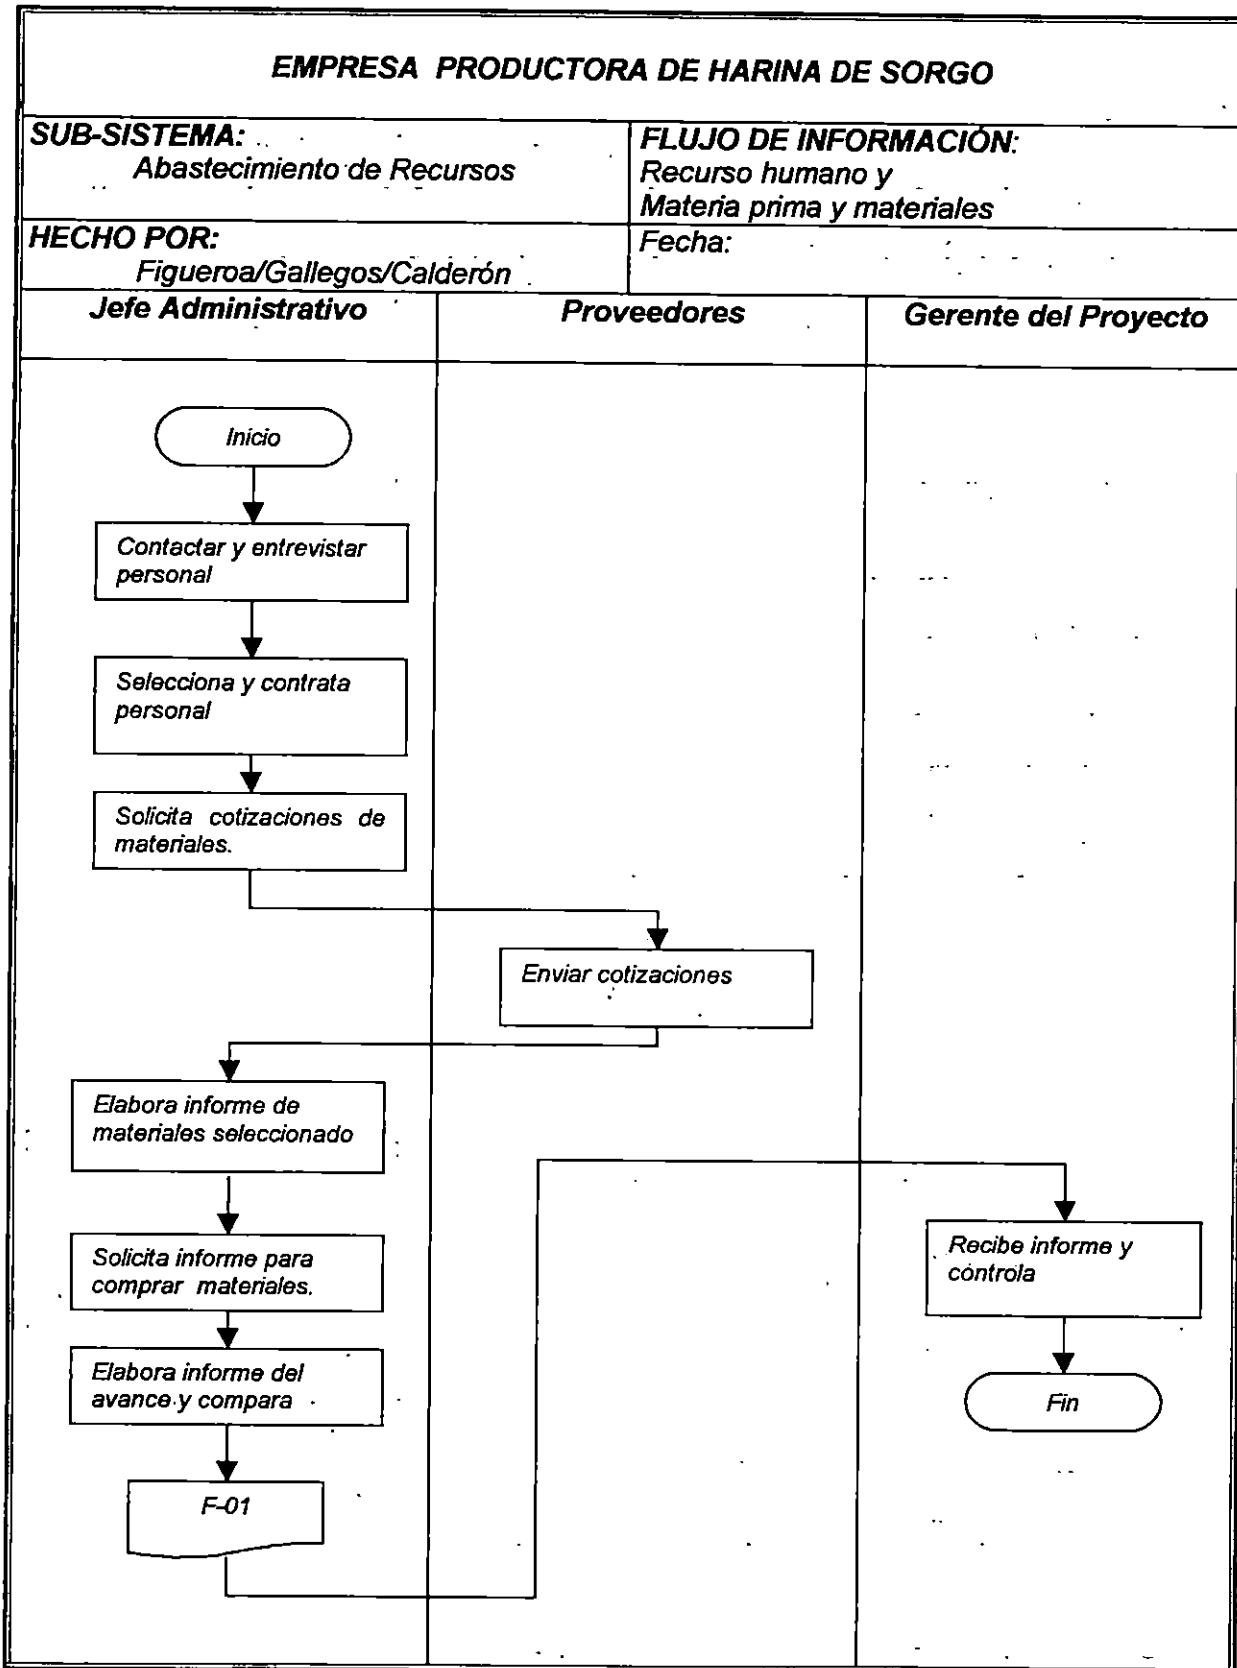 EMPRESA PRODUCTORA DE HARINA DE SORGO
SUB-SISTEMA:
Abastecimiento de Recursos
FLUJO DE INFORMACIÓN:
Recurso humano y
Materia prima y materiales
HECHO POR:
Figueroa/Gallegos/Calderón
Fecha:
Jefe Administrativo
Proveedores
Gerente del Proyecto
Inicio
Contactar y entrevistar
personal
Selecciona y contrata
personal
Solicita cotizaciones de
materiales.
Enviar cotizaciones
Elabora informe de
materiales seleccionado
Solicita informe para
comprar materiales.
Elabora informe del
avance y compara
F-01
Recibe informe y
controla
Fin